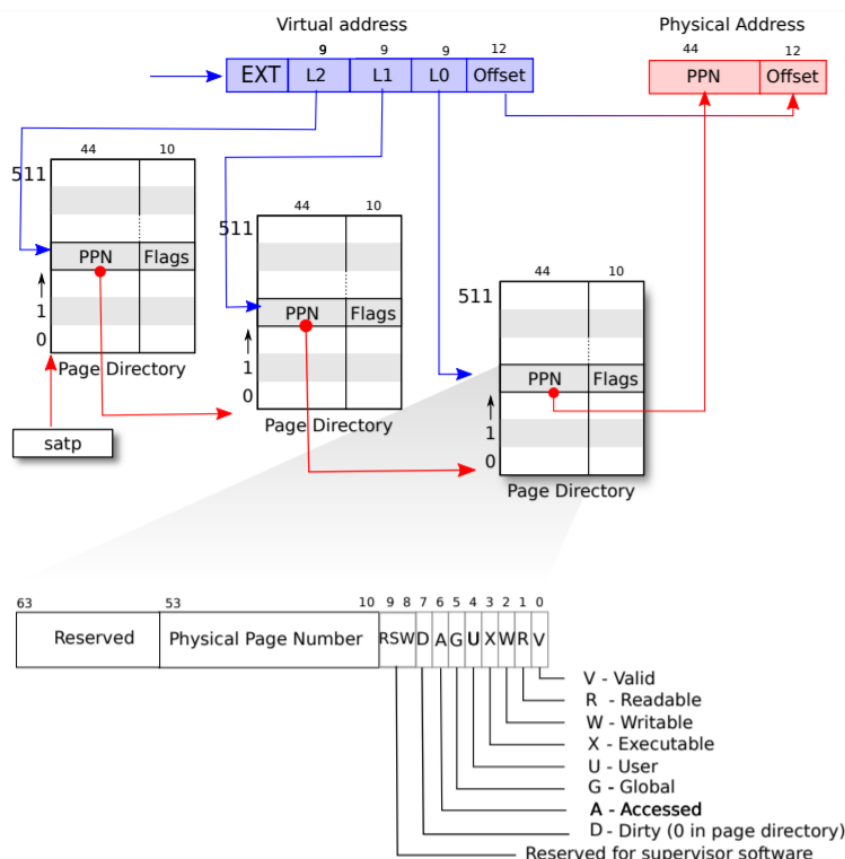 Virtual address
Physical Address
9 9 9 12
44 12
EXT L2 L1 L0 Offset
PPN Offset
44 10
511
PPN Flags
1
0
Page Directory
satp
44 10
511
PPN Flags
1
0
Page Directory
44 10
511
PPN Flags
1
0
Page Directory
63 53 10 9 8 7 6 5 4 3 2 1 0
Reserved Physical Page Number RSW D A G U X W R V
V - Valid
R - Readable
W - Writable
X - Executable
U - User
G - Global
A - Accessed
D - Dirty (0 in page directory)
Reserved for supervisor software